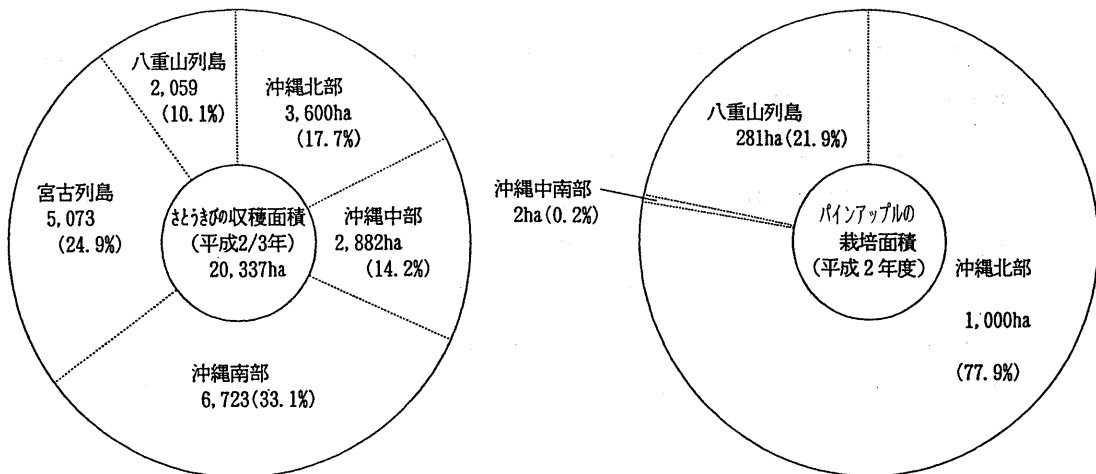 八重山列島
2,059
(10.1%)
沖縄北部
3,600ha
(17.7%)
宮古列島
5,073
(24.9%)
さとうきびの収穫面積
(平成2/3年)
20,337ha
沖縄中部
2,882ha
(14.2%)
沖縄南部
6,723(33.1%)
八重山列島
281ha(21.9%)
沖縄中南部
2ha(0.2%)
パインアップルの
栽培面積
(平成2年度)
沖縄北部
1,000ha
(77.9%)